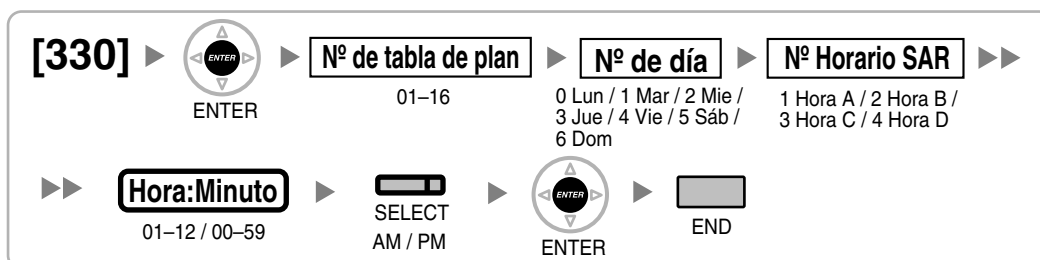 [330]
ENTER
ENTER
Nº de tabla de plan
01–16
Nº de día
0 Lun / 1 Mar / 2 Mie /
3 Jue / 4 Vie / 5 Sáb /
6 Dom
Nº Horario SAR
1 Hora A / 2 Hora B /
3 Hora C / 4 Hora D
Hora:Minuto
01–12 / 00–59
SELECT
AM / PM
ENTER
ENTER
END